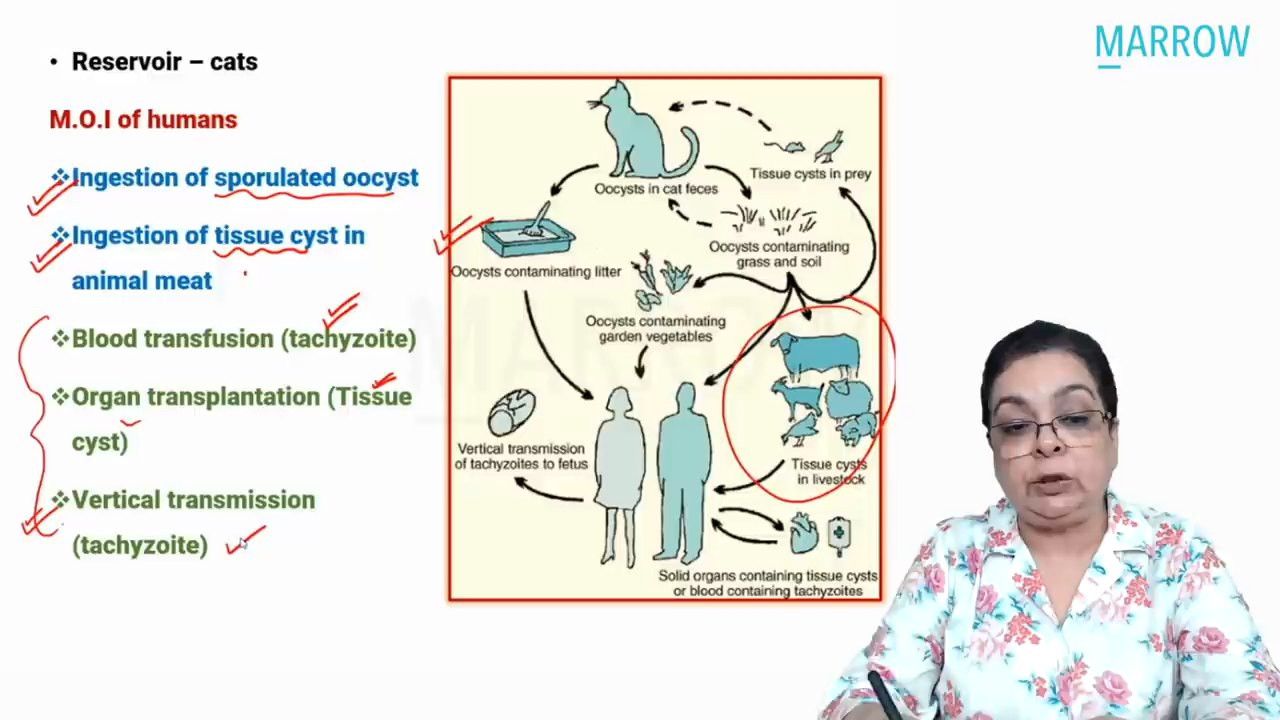 MARROW
• Reservoir – cats
M.O.I of humans
❖Ingestion of sporulated oocyst
❖Ingestion of tissue cyst in
animal meat
❖Blood transfusion (tachyzoite)
❖Organ transplantation (Tissue
cyst)
❖Vertical transmission
(tachyzoite)
Oocysts in cat feces
Tissue cysts in prey
Oocysts contaminating
grass and soil
Oocysts contaminating litter
Oocysts contaminating
garden vegetables
Vertical transmission
of tachyzoites to fetus
Tissue cysts
in livestock
Solid organs containing tissue cysts
or blood containing tachyzoites
MARROW